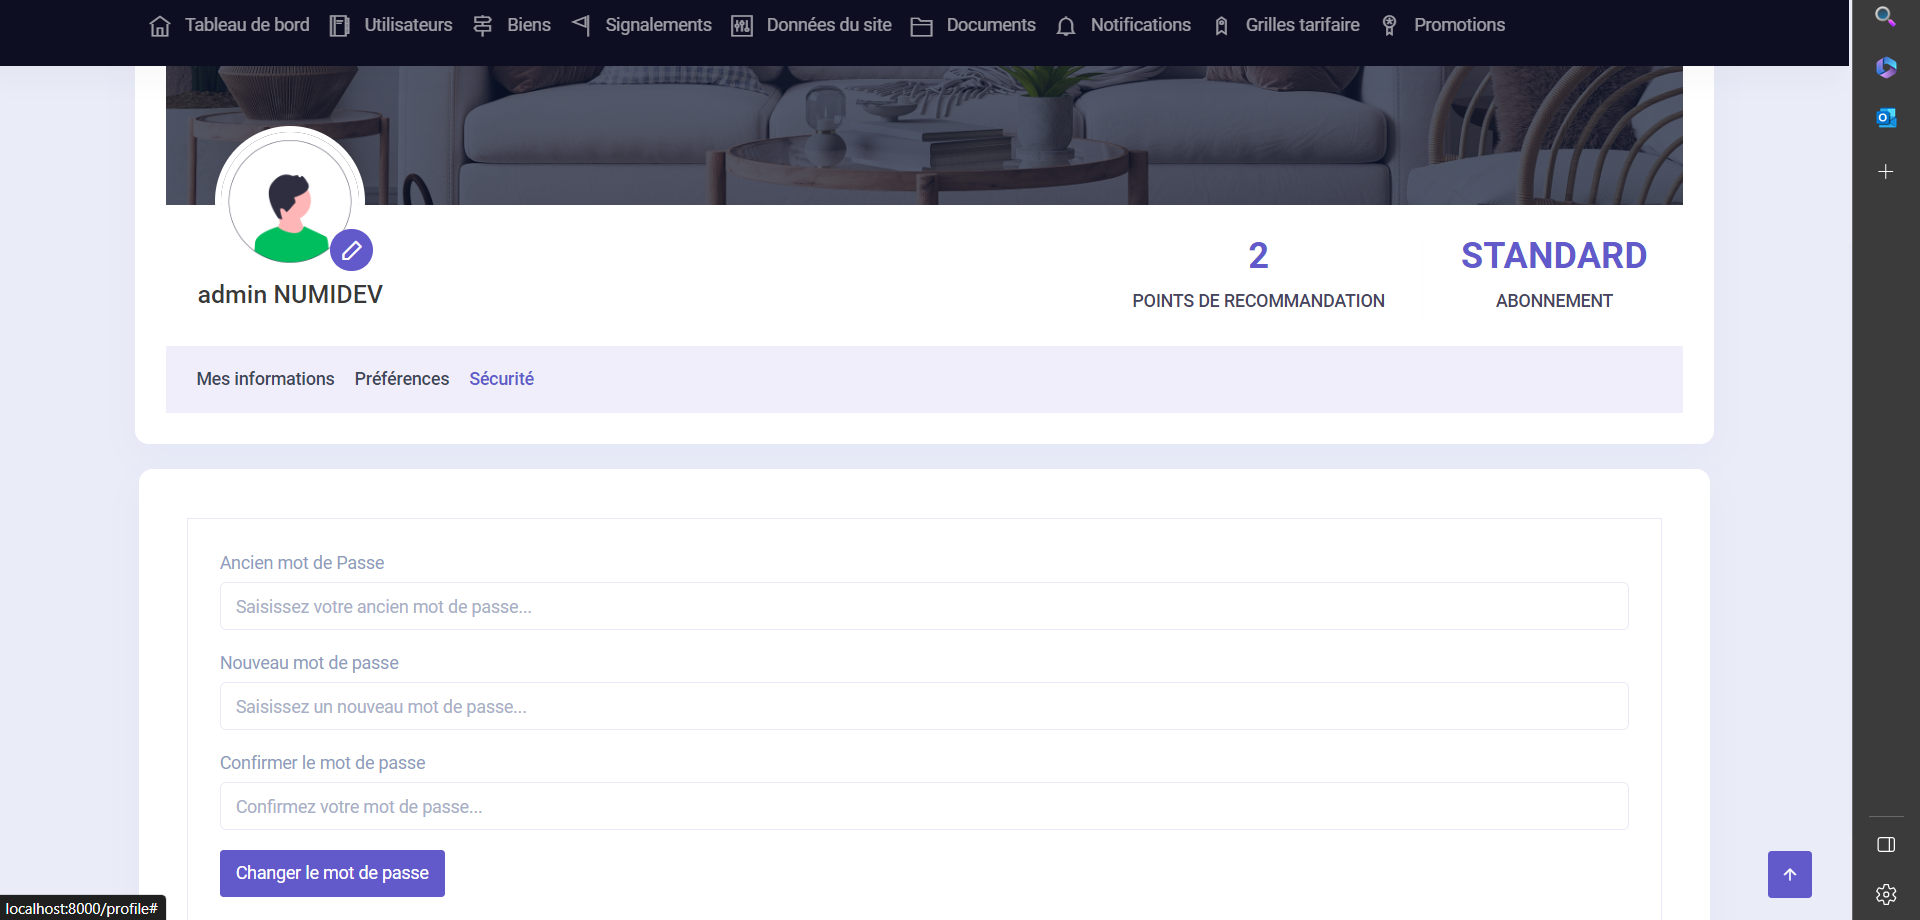 Tableau de bord Utilisateurs Biens Signalements Données du site Documents Notifications Grilles tarifaire Promotions
2 STANDARD
admin NUMIDEV POINTS DE RECOMMANDATION ABONNEMENT
Mes informations Préférences Sécurité
Ancien mot de Passe
Saisissez votre ancien mot de passe...
Nouveau mot de passe
Saisissez un nouveau mot de passe...
Confirmer le mot de passe
Confirmez votre mot de passe...
Changer le mot de passe
localhost:8000/profile#